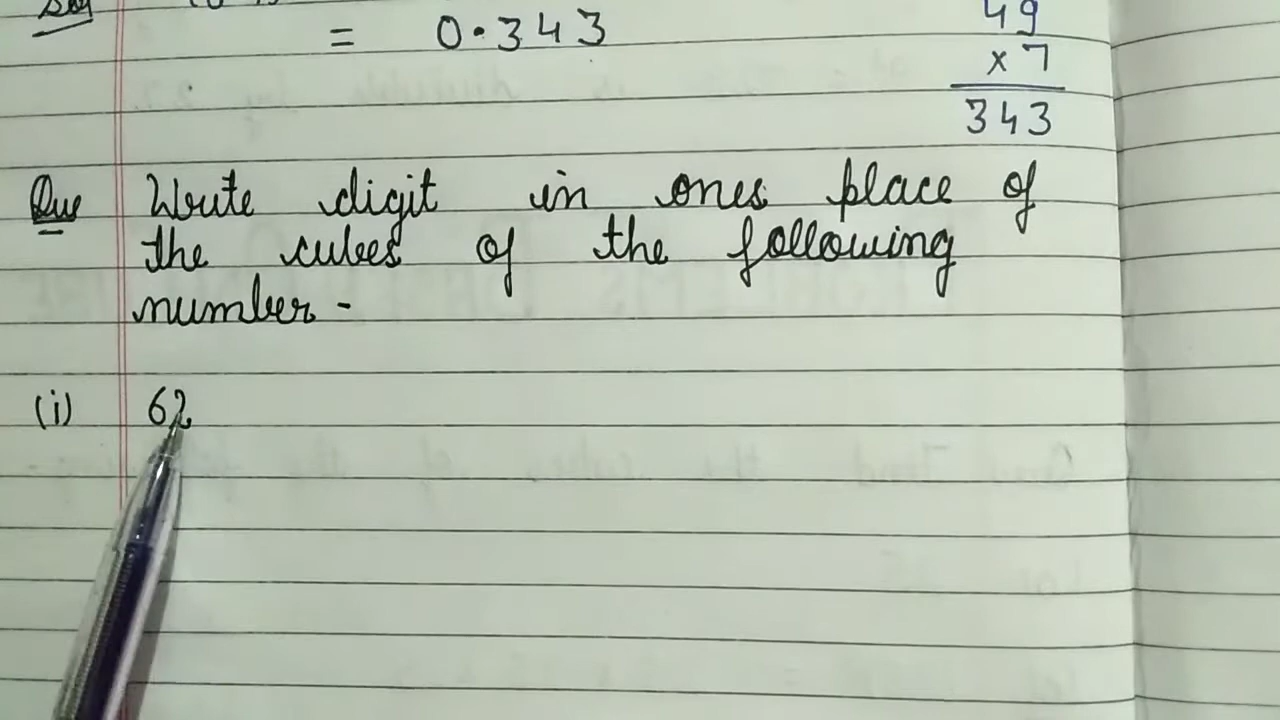 Sol
= 0.343
49
× 7
343
Que Write digit in ones place of
the cubes of the following
number -
(i) 62